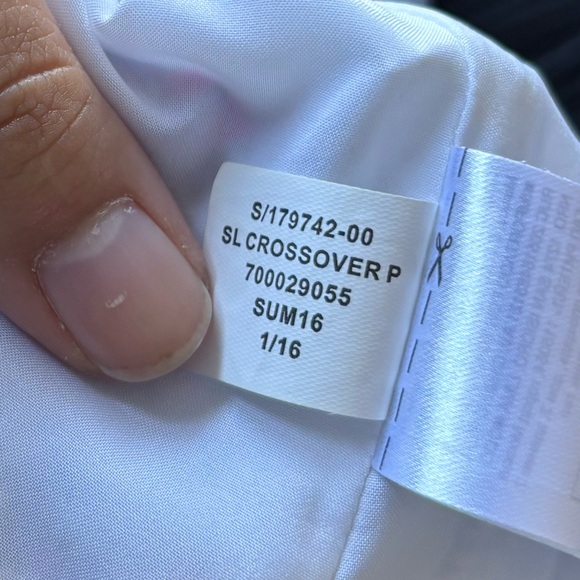 S/179742-00
SL CROSSOVER P
700029055
SUM16
1/16